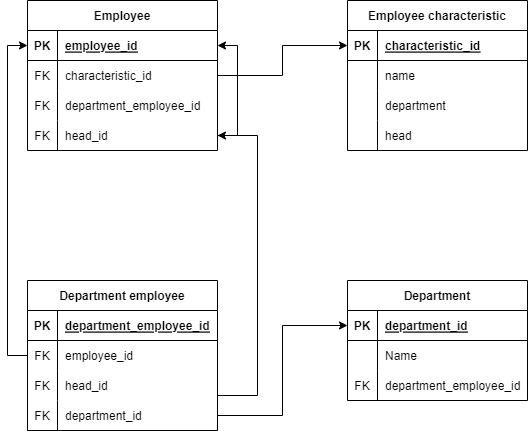 Employee
PK employee_id
FK characteristic_id
FK department_employee_id
FK head_id
Employee characteristic
PK characteristic_id
name
department
head
Department employee
PK department_employee_id
FK employee_id
FK head_id
FK department_id
Department
PK department_id
Name
FK department_employee_id